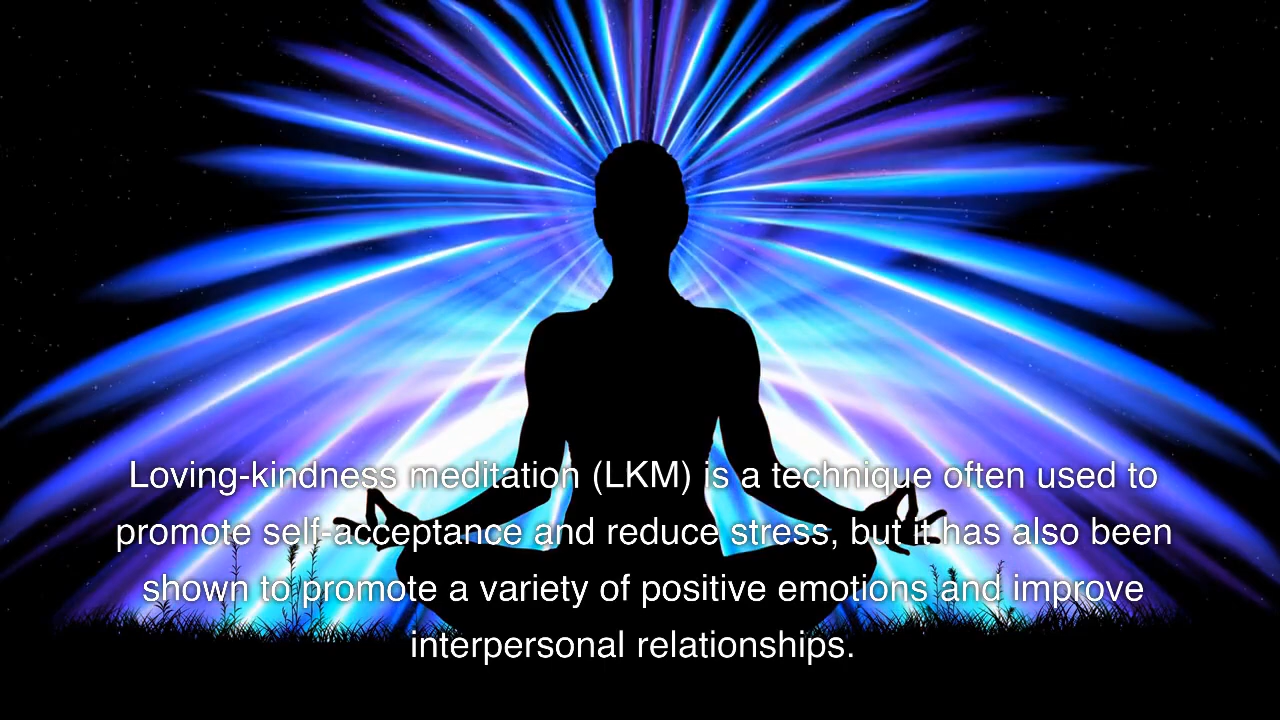 Loving-kindness meditation (LKM) is a technique often used to
promote self-acceptance and reduce stress, but it has also been
shown to promote a variety of positive emotions and improve
interpersonal relationships.